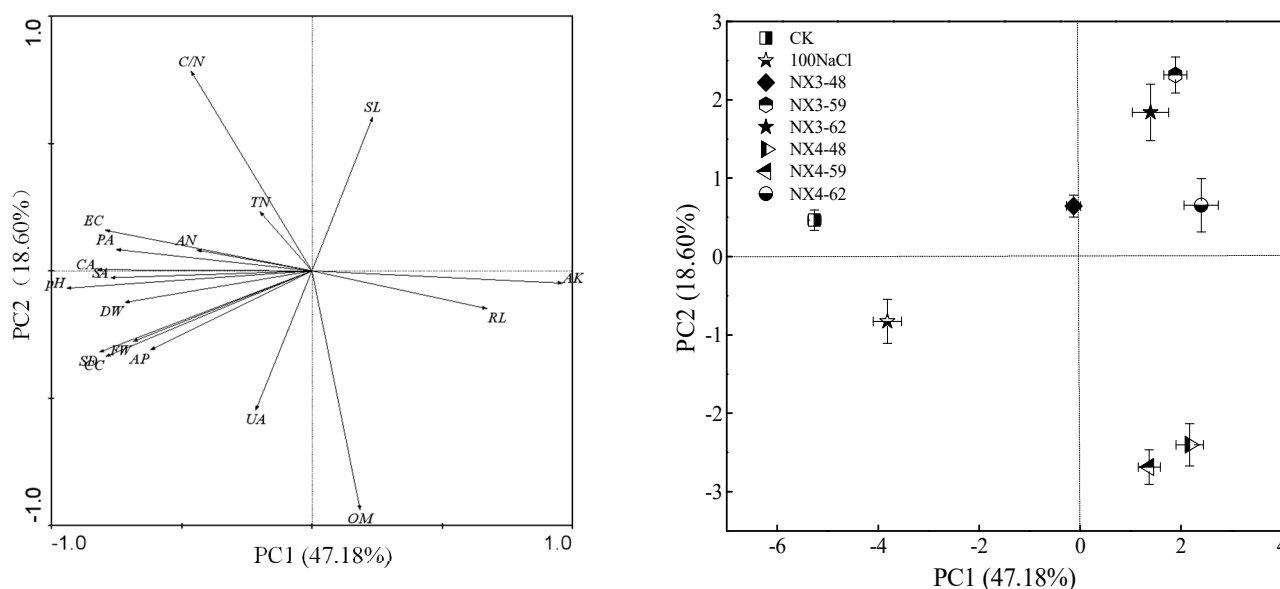 1.0
C/N
SL
TN
EC
PA
AN
CA
SA
pH
AK
DW
RL
FW
SD
CC
AP
UA
OM
-1.0
-1.0
1.0
PC1 (47.18%)
PC2 (18.60%)
3
CK
100NaCl
2
NX3-48
NX3-59
NX3-62
NX4-48
1
NX4-59
NX4-62
0
-1
-2
-3
-6
-4
-2
0
2
4
PC1 (47.18%)
PC2 (18.60%)